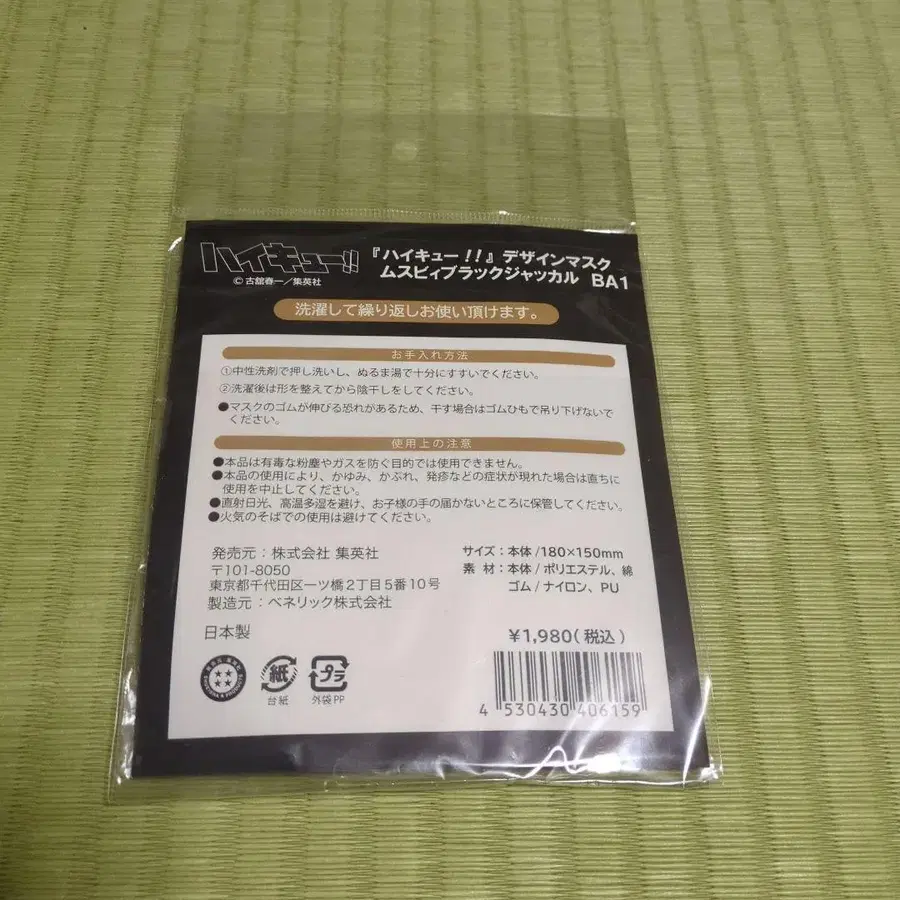 ハイキュー!!
© 古舘春一／集英社
『ハイキュー!!』デザインマスク
ムスビィブラックジャッカル BA1
洗濯して繰り返しお使い頂けます。
お手入れ方法
①中性洗剤で押し洗いし、ぬるま湯で十分にすすいでください。
②洗濯後は形を整えてから陰干しをしてください。
●マスクのゴムが伸びる恐れがあるため、干す場合はゴムひもで吊り下げないで
ください。
使用上の注意
●本品は有毒な粉塵やガスを防ぐ目的では使用できません。
●本品の使用により、かゆみ、かぶれ、発疹などの症状が現れた場合は直ちに
使用を中止してください。
●直射日光、高温多湿を避け、お子様の手の届かないところに保管してください。
●火気のそばでの使用は避けてください。
発売元：株式会社 集英社
〒101-8050
東京都千代田区一ツ橋2丁目5番10号
製造元：ベネリック株式会社
日本製
サイズ：本体/180×150mm
素 材：本体/ポリエステル、綿
ゴム/ナイロン、PU
¥1,980(税込)
紙
台紙
プラ
外袋PP
4 530430 406159